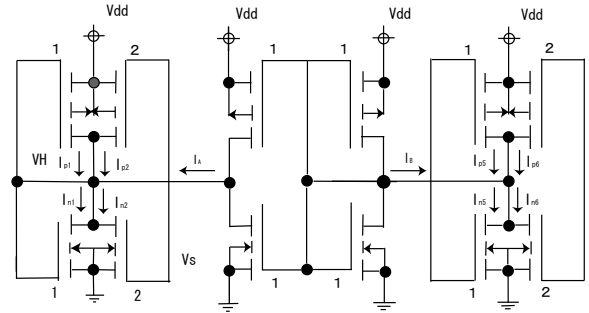 Vdd Vdd Vdd Vdd
1 2 1 1 1 2
VH Ip1 Ip2 IA IB Ip5 Ip6
In1 In2 In5 In6
Vs
1 2 1 1 1 2